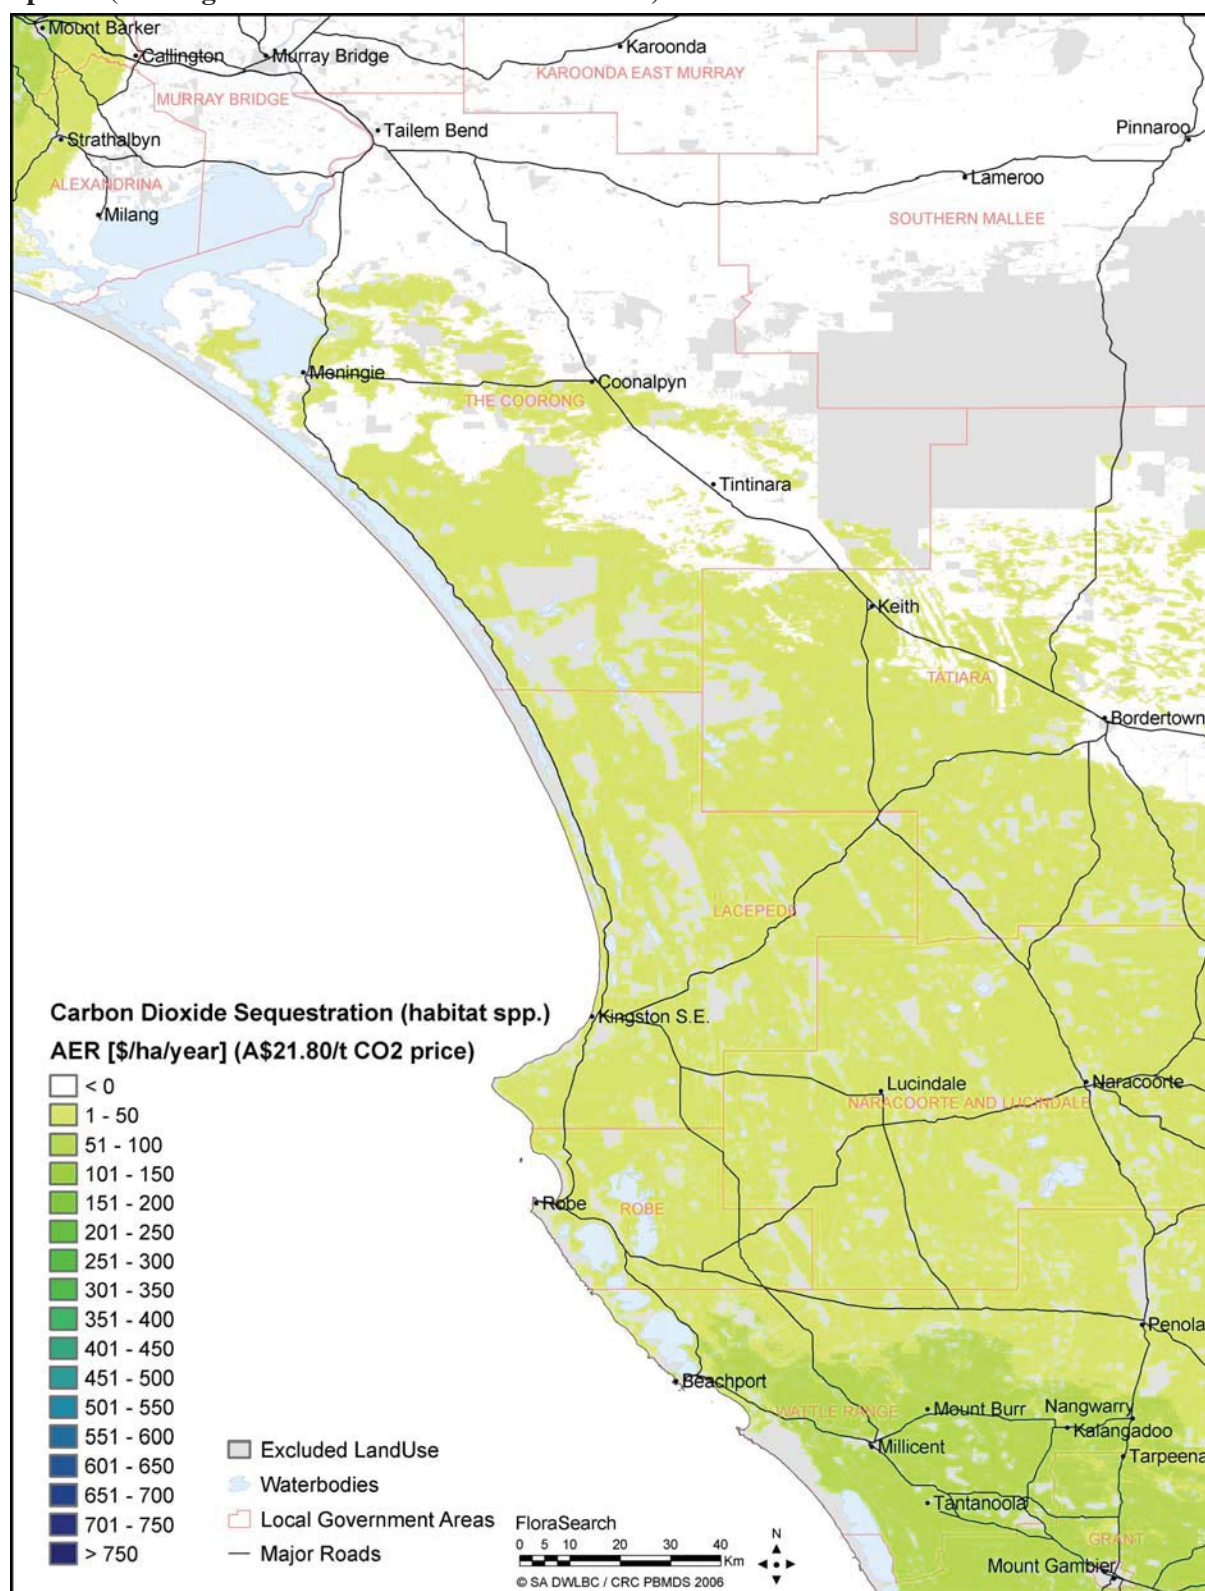 Mount Barker
Callington
Murray Bridge
Karoonda
KAROONDA EAST MURRAY
MURRAY BRIDGE
Tailem Bend
Pinnaroo
Strathalbyn
ALEXANDRINA
Lameroo
Milang
SOUTHERN MALLEE
Meningie
Coonalpyn
THE COORONG
Tintinara
Keith
TATIARA
Bordertown
LACEPEDE
Kingston S.E.
Lucindale
Naracoorte
NARACOORTE AND LUCINDALE
Robe
ROBE
Penola
Beachport
WATTLE RANGE
Mount Burr
Nangwarry
Kalangadoo
Millicent
Tarpeena
Tantanoola
GRANT
Mount Gambier
Carbon Dioxide Sequestration (habitat spp.)
AER [$/ha/year] (A$21.80/t CO2 price)
< 0
1 - 50
51 - 100
101 - 150
151 - 200
201 - 250
251 - 300
301 - 350
351 - 400
401 - 450
451 - 500
501 - 550
551 - 600
601 - 650
651 - 700
701 - 750
> 750
Excluded LandUse
Waterbodies
Local Government Areas
Major Roads
FloraSearch
0 5 10 20 30 40
Km
N
© SA DWLBC / CRC PBMDS 2006